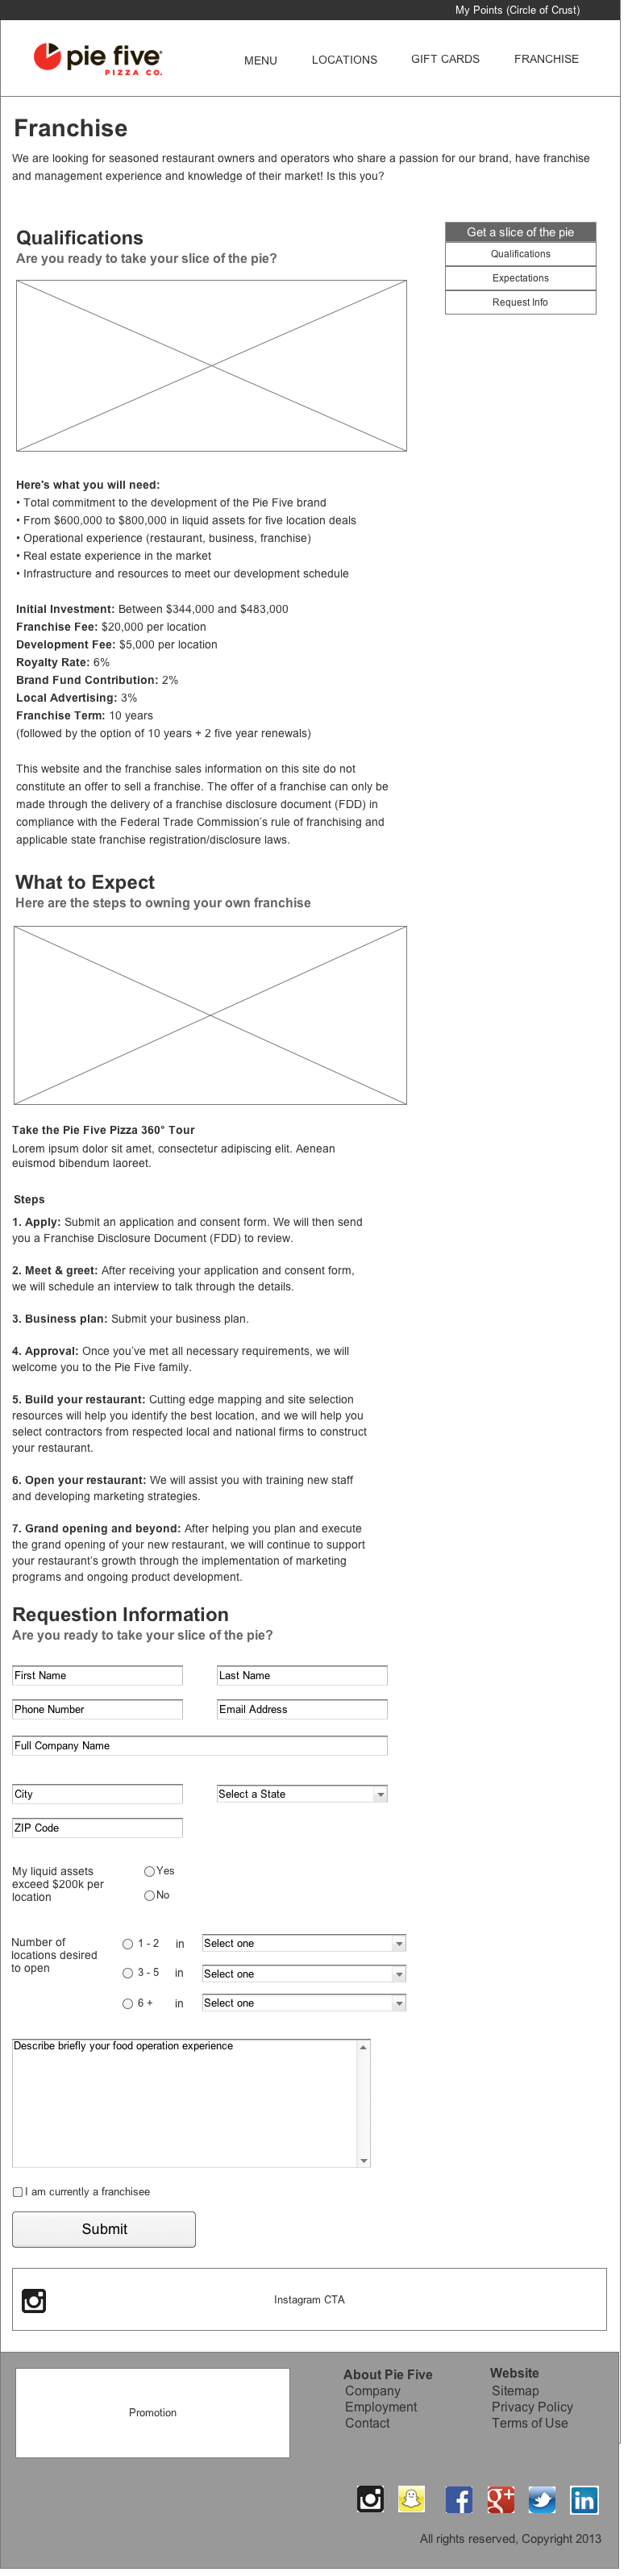 My Points (Circle of Crust)
pie five
PIZZA CO.
MENU
LOCATIONS
GIFT CARDS
FRANCHISE
Franchise
We are looking for seasoned restaurant owners and operators who share a passion for our brand, have franchise
and management experience and knowledge of their market! Is this you?
Get a slice of the pie
Qualifications
Expectations
Request Info
Qualifications
Are you ready to take your slice of the pie?
Here's what you will need:
• Total commitment to the development of the Pie Five brand
• From $600,000 to $800,000 in liquid assets for five location deals
• Operational experience (restaurant, business, franchise)
• Real estate experience in the market
• Infrastructure and resources to meet our development schedule
Initial Investment: Between $344,000 and $483,000
Franchise Fee: $20,000 per location
Development Fee: $5,000 per location
Royalty Rate: 6%
Brand Fund Contribution: 2%
Local Advertising: 3%
Franchise Term: 10 years
(followed by the option of 10 years + 2 five year renewals)
This website and the franchise sales information on this site do not
constitute an offer to sell a franchise. The offer of a franchise can only be
made through the delivery of a franchise disclosure document (FDD) in
compliance with the Federal Trade Commission's rule of franchising and
applicable state franchise registration/disclosure laws.
What to Expect
Here are the steps to owning your own franchise
Take the Pie Five Pizza 360° Tour
Lorem ipsum dolor sit amet, consectetur adipiscing elit. Aenean
euismod bibendum laoreet.
Steps
1. Apply: Submit an application and consent form. We will then send
you a Franchise Disclosure Document (FDD) to review.
2. Meet & greet: After receiving your application and consent form,
we will schedule an interview to talk through the details.
3. Business plan: Submit your business plan.
4. Approval: Once you've met all necessary requirements, we will
welcome you to the Pie Five family.
5. Build your restaurant: Cutting edge mapping and site selection
resources will help you identify the best location, and we will help you
select contractors from respected local and national firms to construct
your restaurant.
6. Open your restaurant: We will assist you with training new staff
and developing marketing strategies.
7. Grand opening and beyond: After helping you plan and execute
the grand opening of your new restaurant, we will continue to support
your restaurant's growth through the implementation of marketing
programs and ongoing product development.
Requestion Information
Are you ready to take your slice of the pie?
First Name
Last Name
Phone Number
Email Address
Full Company Name
City
Select a State
ZIP Code
My liquid assets
exceed $200k per
location
Yes
No
Number of
locations desired
to open
1 - 2 in Select one
3 - 5 in Select one
6 + in Select one
Describe briefly your food operation experience
I am currently a franchisee
Submit
Instagram CTA
Promotion
About Pie Five
Company
Employment
Contact
Website
Sitemap
Privacy Policy
Terms of Use
f
g+
in
All rights reserved, Copyright 2013